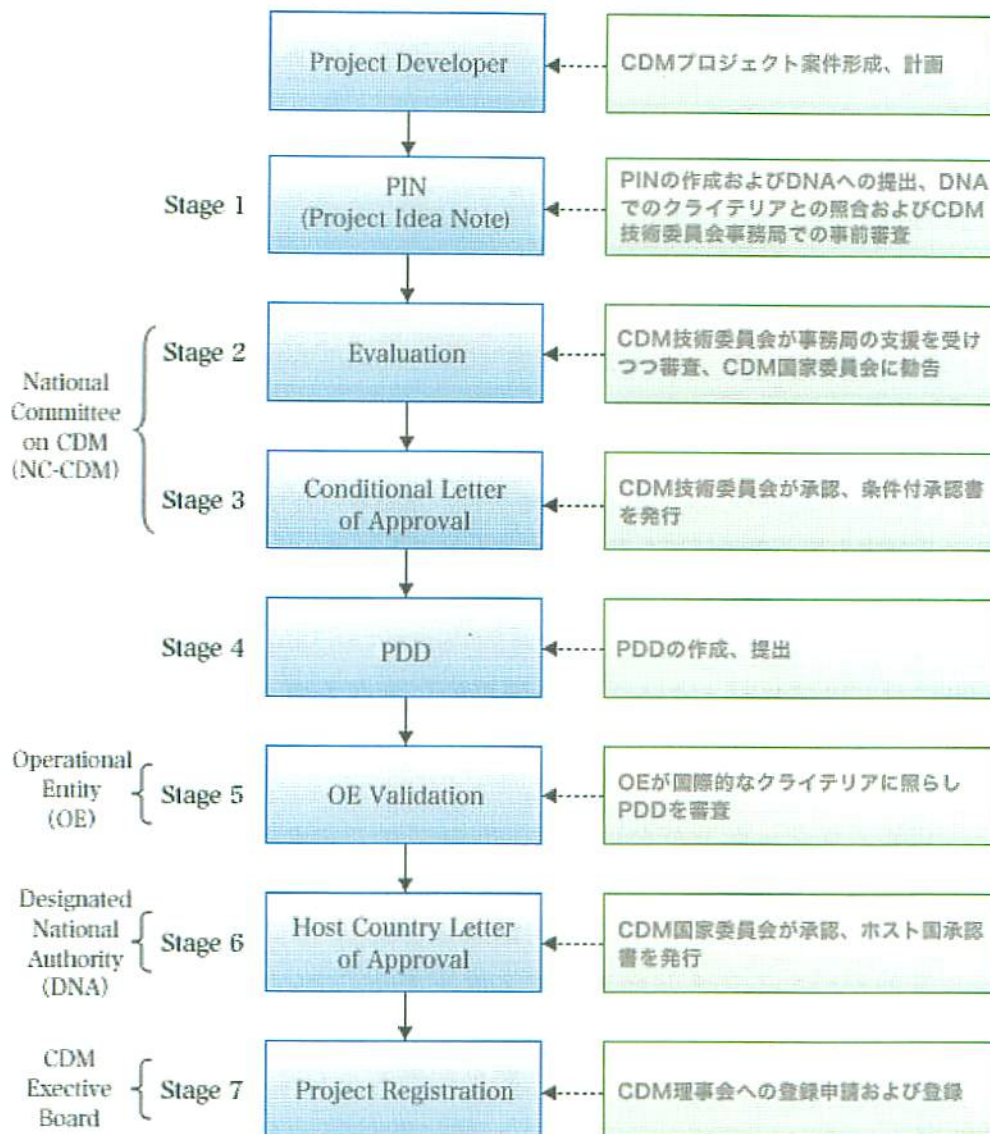 Project Developer
CDMプロジェクト案件形成、計画
Stage 1
PIN
(Project Idea Note)
PINの作成およびDNAへの提出、DNA
でのクライテリアとの照合およびCDM
技術委員会事務局での事前審査
National
Committee
on CDM
(NC-CDM)
Stage 2
Evaluation
CDM技術委員会が事務局の支援を受け
つつ審査、CDM国家委員会に勧告
Stage 3
Conditional Letter
of Approval
CDM技術委員会が承認、条件付承認書
を発行
Stage 4
PDD
PDDの作成、提出
Operational
Entity
(OE)
Stage 5
OE Validation
OEが国際的なクライテリアに照らし
PDDを審査
Designated
National
Authority
(DNA)
Stage 6
Host Country Letter
of Approval
CDM国家委員会が承認、ホスト国承認
書を発行
CDM
Exective
Board
Stage 7
Project Registration
CDM理事会への登録申請および登録